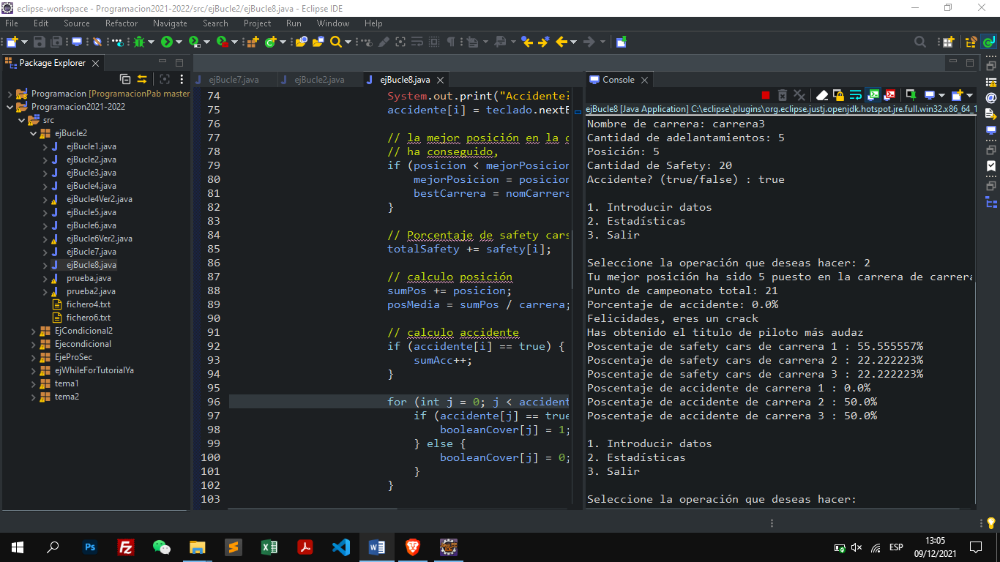 eclipse-workspace - Programacion2021-2022/src/ejBucle2/ejBucle8.java - Eclipse IDE
File Edit Source Refactor Navigate Search Project Run Window Help
Package Explorer
Programacion [ProgramacionPab master
Programacion2021-2022
src
ejBucle2
ejBucle1.java
ejBucle2.java
ejBucle3.java
ejBucle4.java
ejBucle4Ver2.java
ejBucle5.java
ejBucle6.java
ejBucle6Ver2.java
ejBucle7.java
ejBucle8.java
prueba.java
prueba2.java
fichero4.txt
fichero6.txt
EjCondicional2
Ejecondicional
EjeProSec
ejWhileForTutorialYa
tema1
tema2
ejBucle7.java ejBucle2.java ejBucle8.java
74 System.out.print("Accidente?
75 accidente[i] = teclado.nextB
76
77 // la mejor posición en la c
78 // ha conseguido,
79 if (posicion < mejorPosicion
80 mejorPosicion = posicion
81 bestCarrera = nomCarrera
82 }
83
84 // Porcentaje de safety cars
85 totalSafety += safety[i];
86
87 // calculo posición
88 sumPos += posicion;
89 posMedia = sumPos / carrera;
90
91 // calculo accidente
92 if (accidente[i] == true) {
93 sumAcc++;
94 }
95
96 for (int j = 0; j < accident
97 if (accidente[j] == true
98 booleanCover[j] = 1;
99 } else {
100 booleanCover[j] = 0;
101 }
102 }
103
Console
ejBucle8 [Java Application] C:\eclipse\plugins\org.eclipse.justj.openjdk.hotspot.jre.full.win32.x86_64_1
Nombre de carrera: carrera3
Cantidad de adelantamientos: 5
Posición: 5
Cantidad de Safety: 20
Accidente? (true/false) : true
1. Introducir datos
2. Estadísticas
3. Salir
Seleccione la operación que deseas hacer: 2
Tu mejor posición ha sido 5 puesto en la carrera de carrera
Punto de campeonato total: 21
Porcentaje de accidente: 0.0%
Felicidades, eres un crack
Has obtenido el titulo de piloto más audaz
Poscentaje de safety cars de carrera 1 : 55.555557%
Poscentaje de safety cars de carrera 2 : 22.222223%
Poscentaje de safety cars de carrera 3 : 22.222223%
Poscentaje de accidente de carrera 1 : 0.0%
Poscentaje de accidente de carrera 2 : 50.0%
Poscentaje de accidente de carrera 3 : 50.0%
1. Introducir datos
2. Estadísticas
3. Salir
Seleccione la operación que deseas hacer:
ESP
13:05
09/12/2021